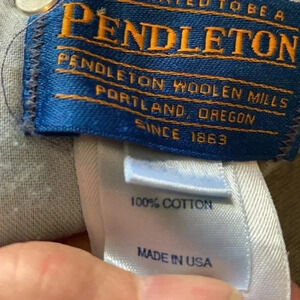 TO BE A
PENDLETON
PENDLETON WOOLEN MILLS
PORTLAND, OREGON
SINCE 1863
100% COTTON
MADE IN USA